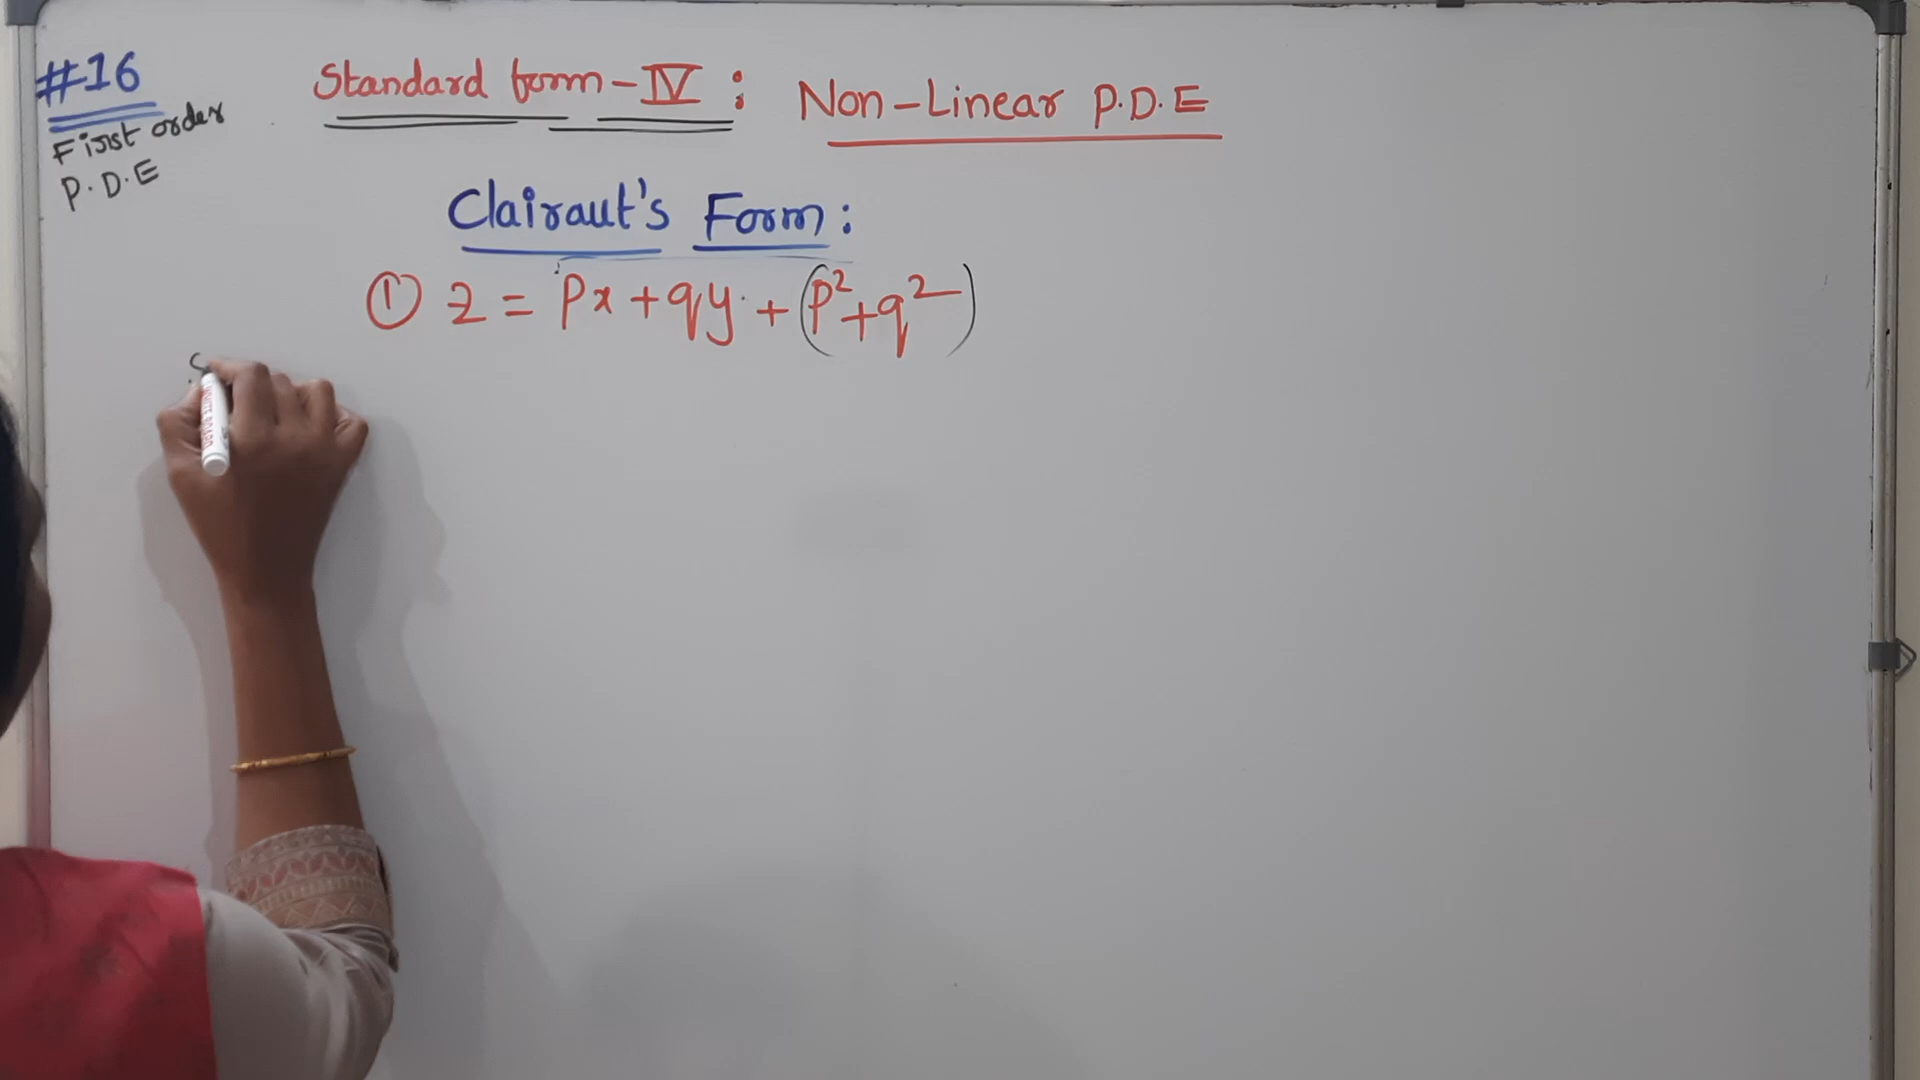 #16
First order
P.D.E
Standard form-IV : Non-Linear P.D.E
Clairaut's Form:
① z = px + qy + (p² + q²)
S